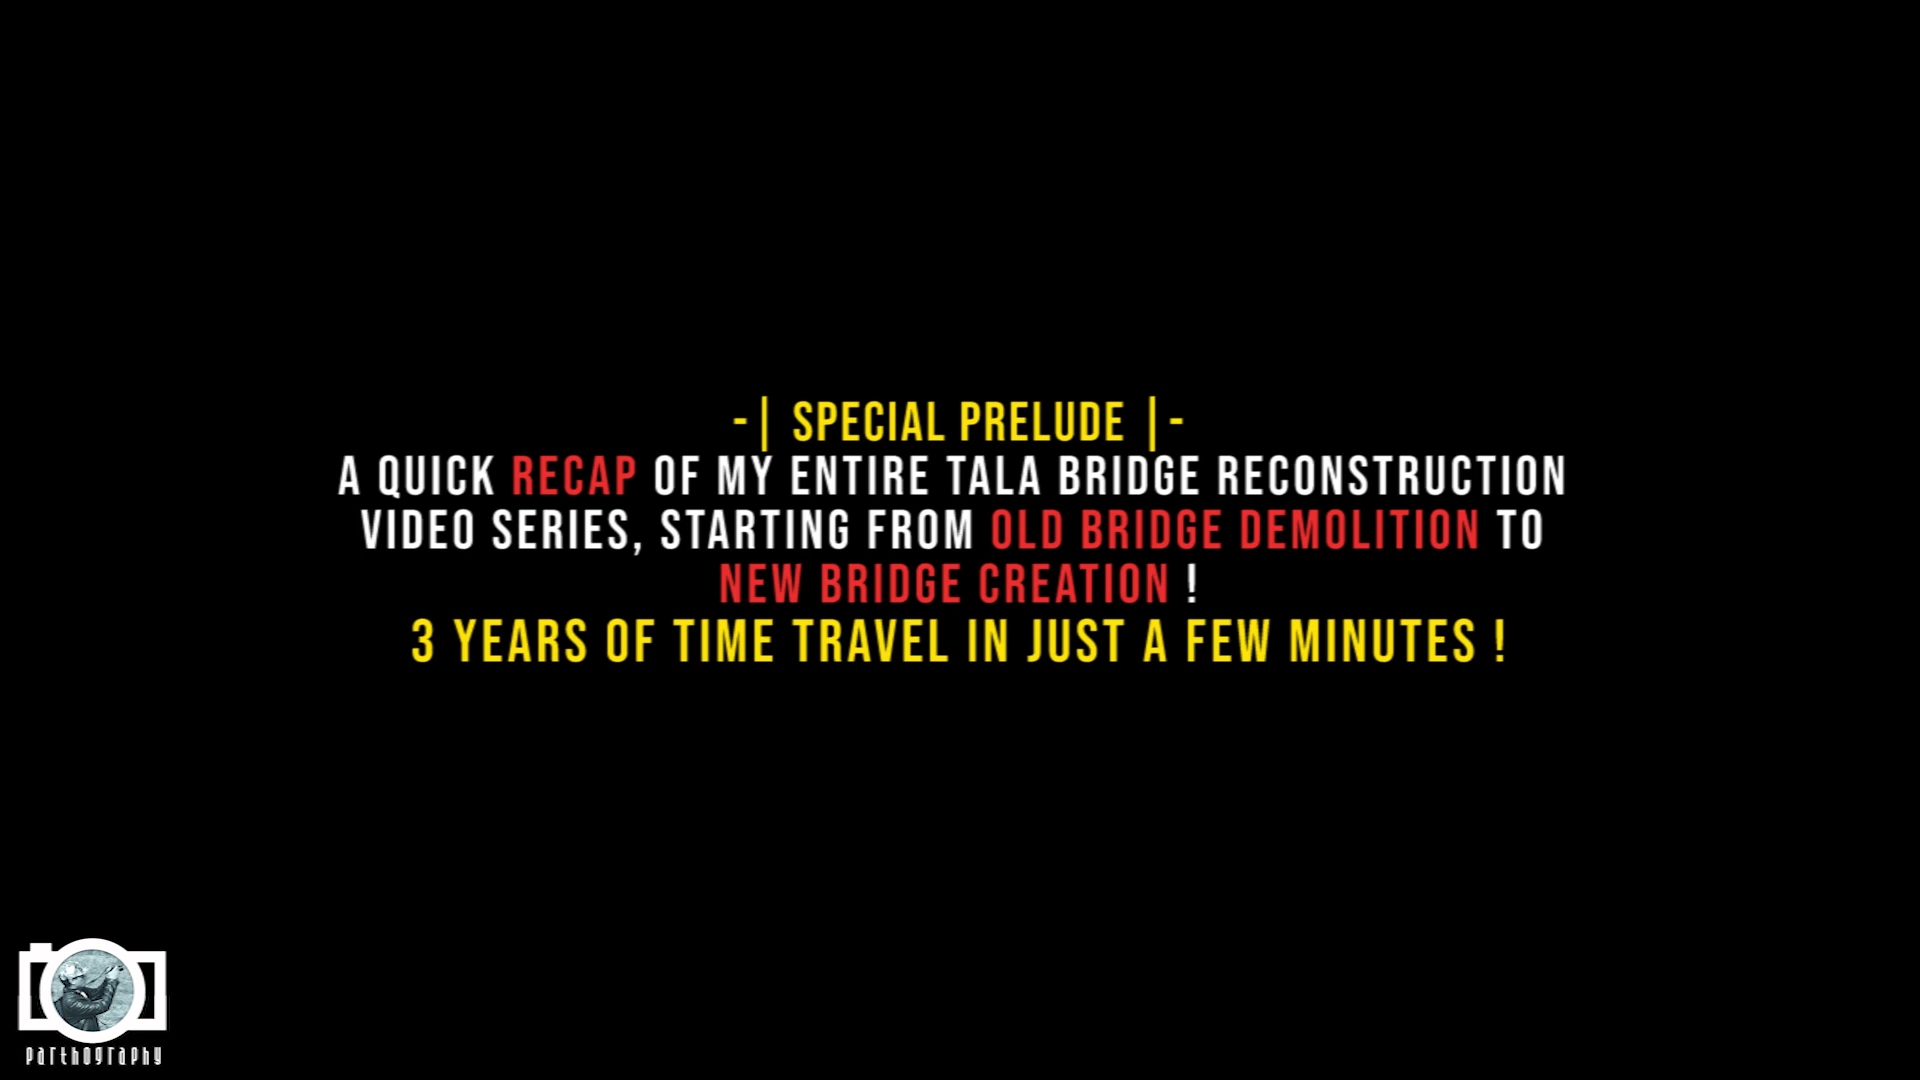 -| SPECIAL PRELUDE |-
A QUICK RECAP OF MY ENTIRE TALA BRIDGE RECONSTRUCTION
VIDEO SERIES, STARTING FROM OLD BRIDGE DEMOLITION TO
NEW BRIDGE CREATION !
3 YEARS OF TIME TRAVEL IN JUST A FEW MINUTES !
parthography